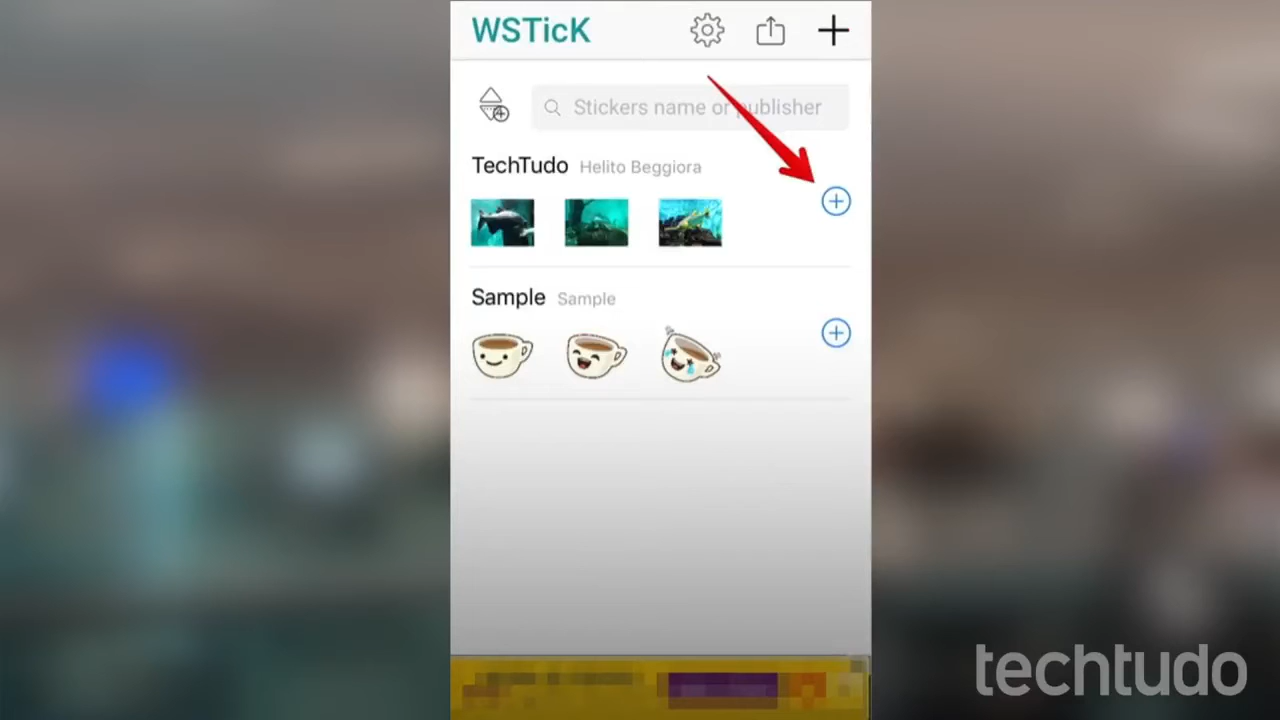 WSTicK
Stickers name or publisher
TechTudo Helito Beggiora
Sample Sample
techtudo